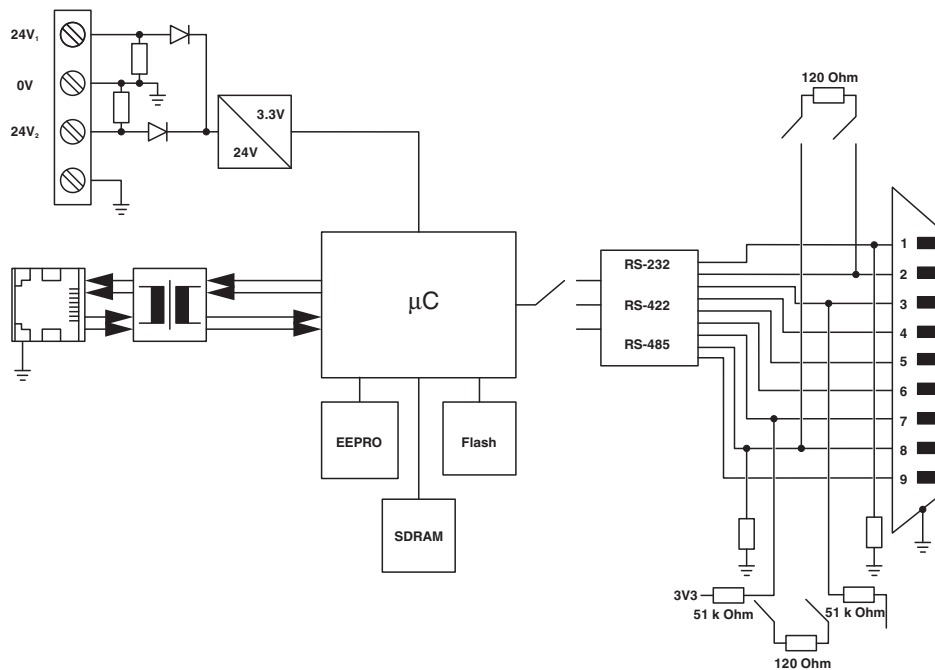 24V₁
0V
24V₂
3.3V
24V
120 Ohm
µC
RS-232
RS-422
RS-485
1
2
3
4
5
6
7
8
9
EEPRO
Flash
SDRAM
3V3
51 k Ohm
51 k Ohm
120 Ohm